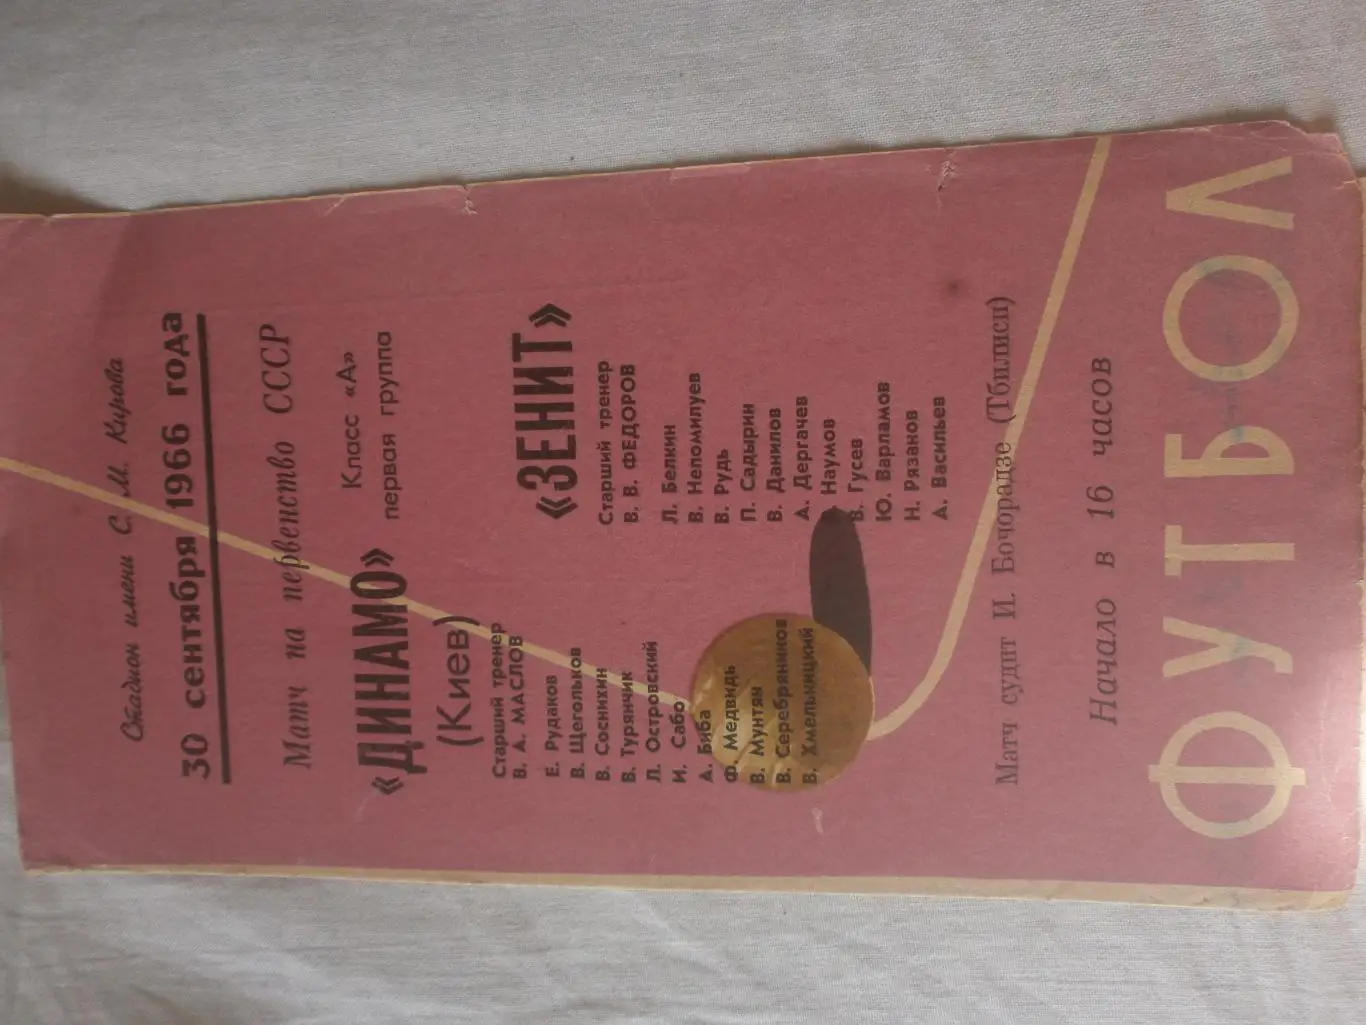 Стадион имени С. М. Кирова
30 сентября 1966 года
Матч на первенство СССР
Класс «А»
первая группа
«ДИНАМО»
(Киев)
Старший тренер
В. А. МАСЛОВ
Е. Рудаков
В. Щегольков
В. Соснихин
В. Турянчик
Л. Островский
И. Сабо
А. Биба
Ф. Медвидь
В. Мунтян
В. Серебряников
В. Хмельницкий
«ЗЕНИТ»
Старший тренер
В. В. ФЕДОРОВ
Л. Белкин
В. Непомилуев
В. Рудь
П. Садырин
В. Данилов
А. Дергачев
Наумов
В. Гусев
Ю. Варламов
Н. Рязанов
А. Васильев
Матч судит И. Бочорадзе (Тбилиси)
Начало в 16 часов
ФУТБОЛ